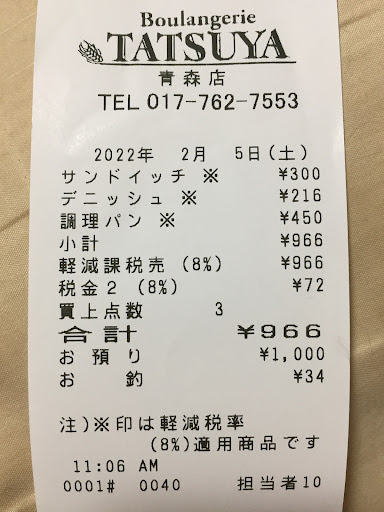 Boulangerie
TATSUYA
青森店
TEL 017-762-7553
2022年 2月 5日(土)
サンドイッチ ※ ¥300
デニッシュ ※ ¥216
調理パン ※ ¥450
小計 ¥966
軽減課税売 (8%) ¥966
税金2 (8%) ¥72
買上点数 3
合計 ¥966
お預り ¥1,000
お釣 ¥34
注)※印は軽減税率
(8%)適用商品です
11:06 AM
0001# 0040 担当者10